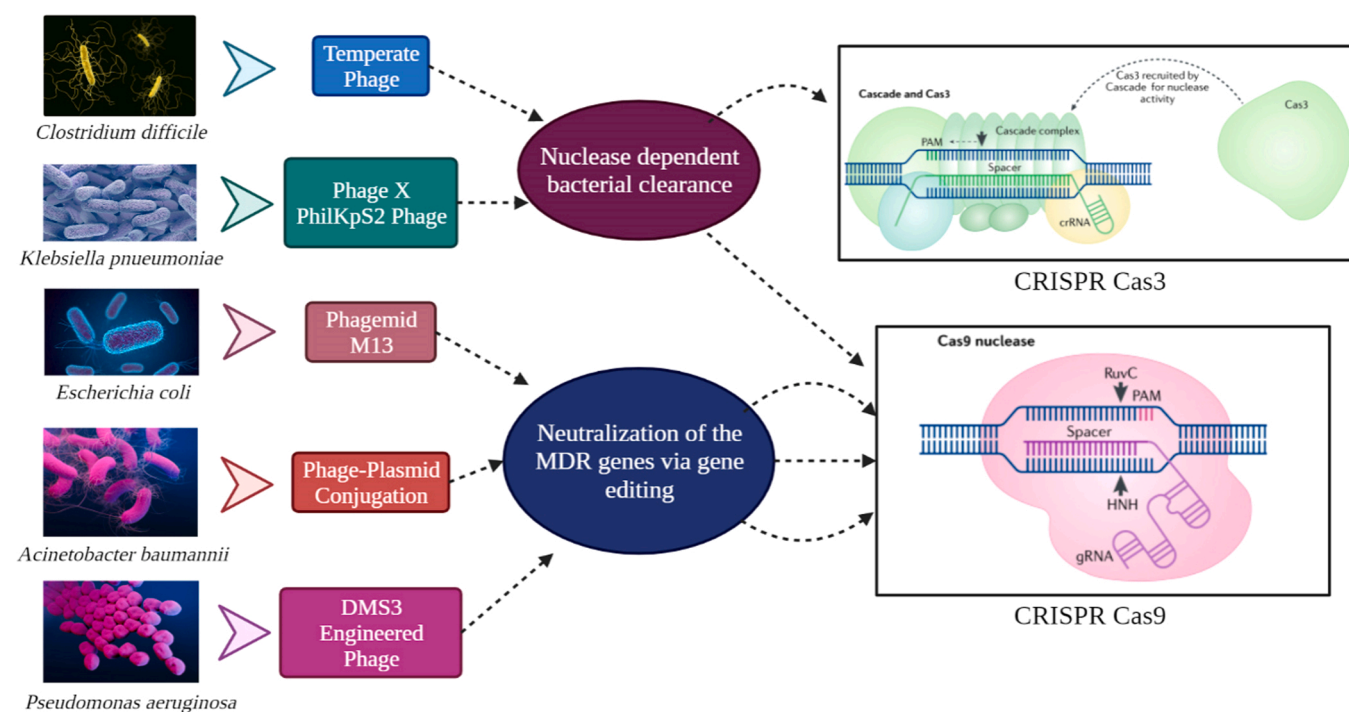 Clostridium difficile
Temperate
Phage
Klebsiella pnueumoniae
Phage X
PhilKpS2 Phage
Escherichia coli
Phagemid
M13
Acinetobacter baumannii
Phage-Plasmid
Conjugation
Pseudomonas aeruginosa
DMS3
Engineered
Phage
Nuclease dependent
bacterial clearance
Neutralization of the
MDR genes via gene
editing
Cascade and Cas3
Cas3 recruited by
Cascade for nuclease
activity
Cas3
Cascade complex
PAM
Spacer
crRNA
CRISPR Cas3
Cas9 nuclease
RuvC
PAM
Spacer
HNH
gRNA
CRISPR Cas9